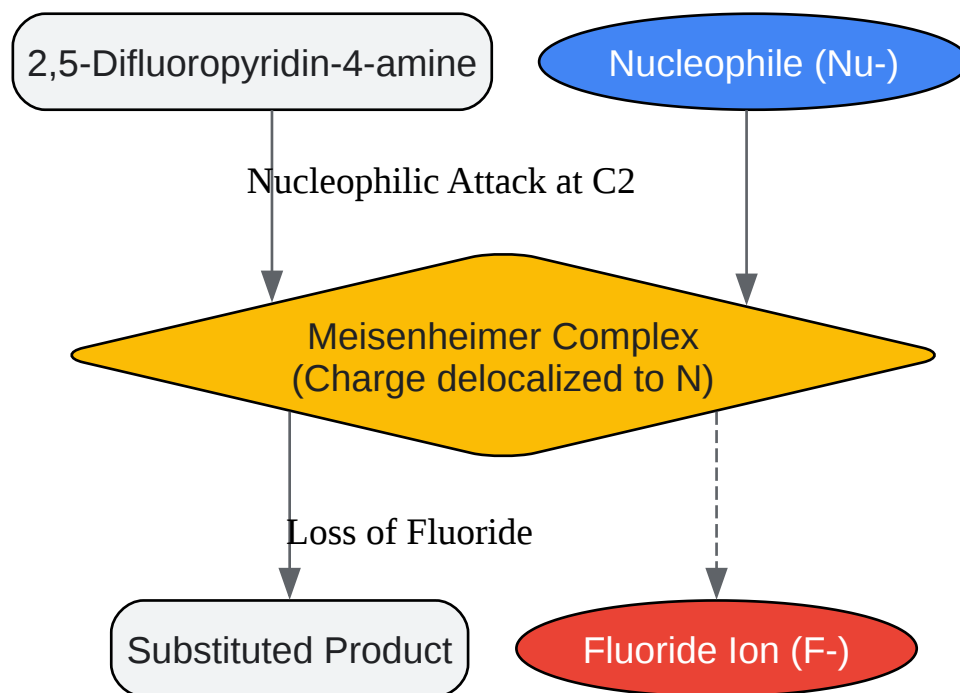 2,5-Difluoropyridin-4-amine
Nucleophile (Nu-)
Nucleophilic Attack at C2
Meisenheimer Complex
(Charge delocalized to N)
Loss of Fluoride
Substituted Product
Fluoride Ion (F-)